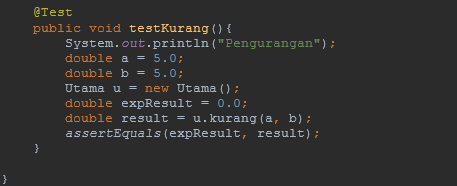 @Test
public void testKurang(){
System.out.println("Pengurangan");
double a = 5.0;
double b = 5.0;
Utama u = new Utama();
double expResult = 0.0;
double result = u.kurang(a, b);
assertEquals(expResult, result);
}
}